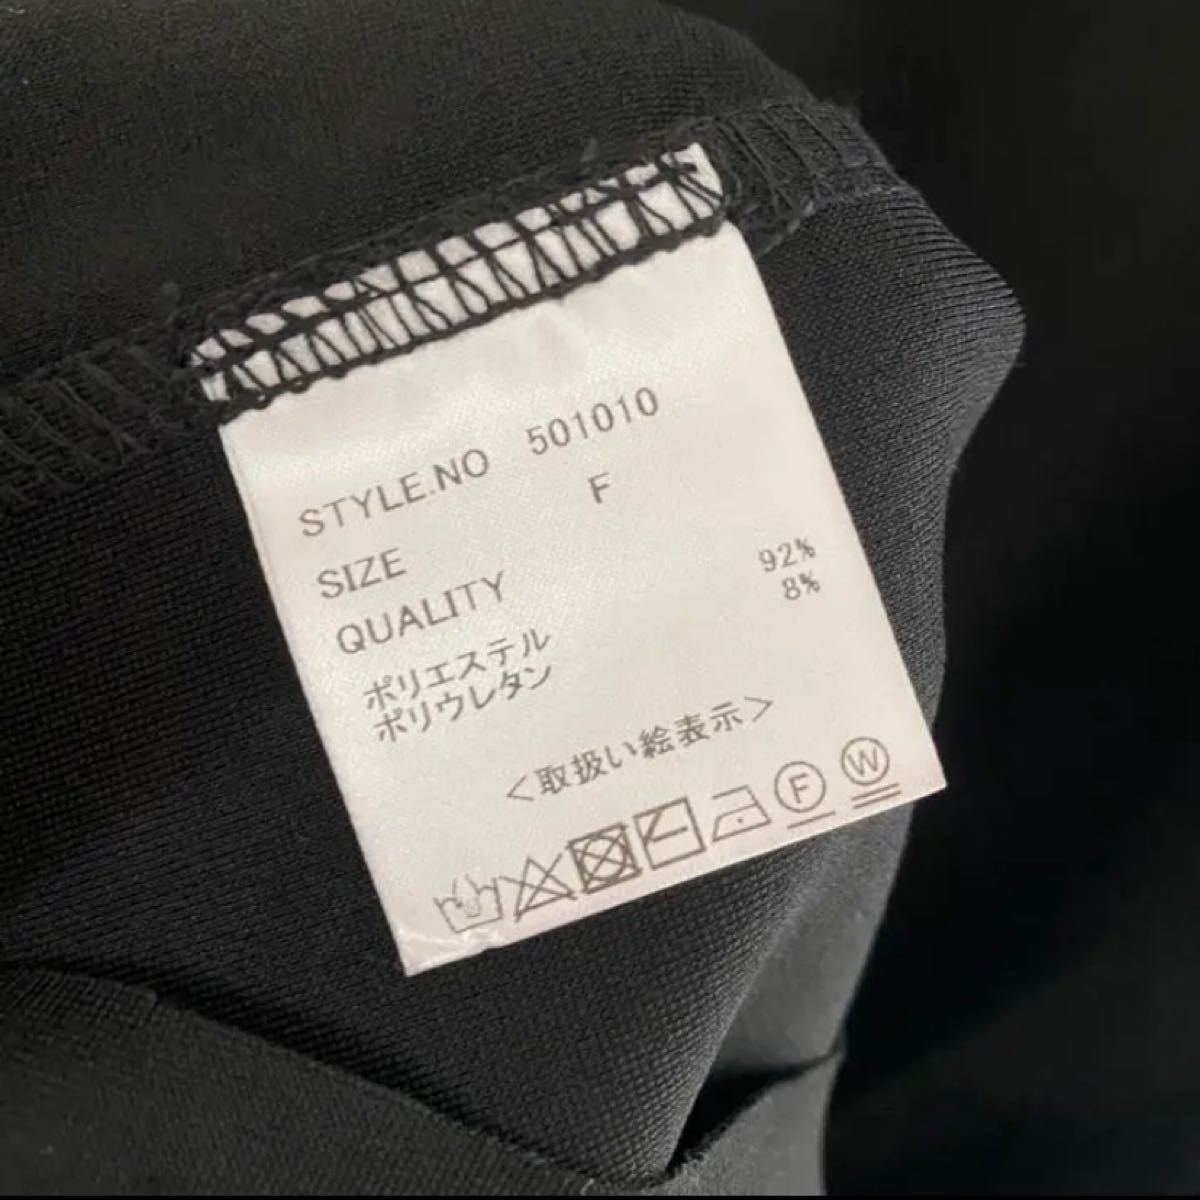 STYLE.NO 501010
SIZE F
QUALITY
ポリエステル 92%
ポリウレタン 8%
＜取扱い絵表示＞
F W